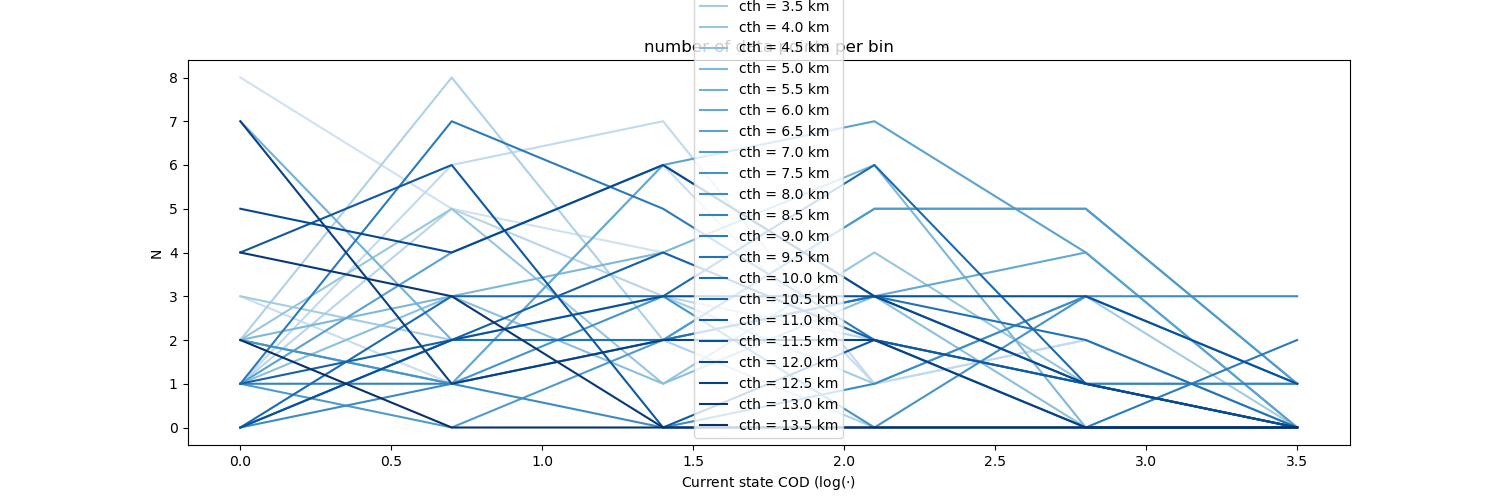 cth = 3.5 km
cth = 4.0 km
number of data points per bin
cth = 4.5 km
cth = 5.0 km
cth = 5.5 km
cth = 6.0 km
cth = 6.5 km
cth = 7.0 km
cth = 7.5 km
cth = 8.0 km
cth = 8.5 km
cth = 9.0 km
cth = 9.5 km
cth = 10.0 km
cth = 10.5 km
cth = 11.0 km
cth = 11.5 km
cth = 12.0 km
cth = 12.5 km
cth = 13.0 km
cth = 13.5 km
8
7
6
5
4
3
2
1
0
N
0.0 0.5 1.0 1.5 2.0 2.5 3.0 3.5
Current state COD (log(·)